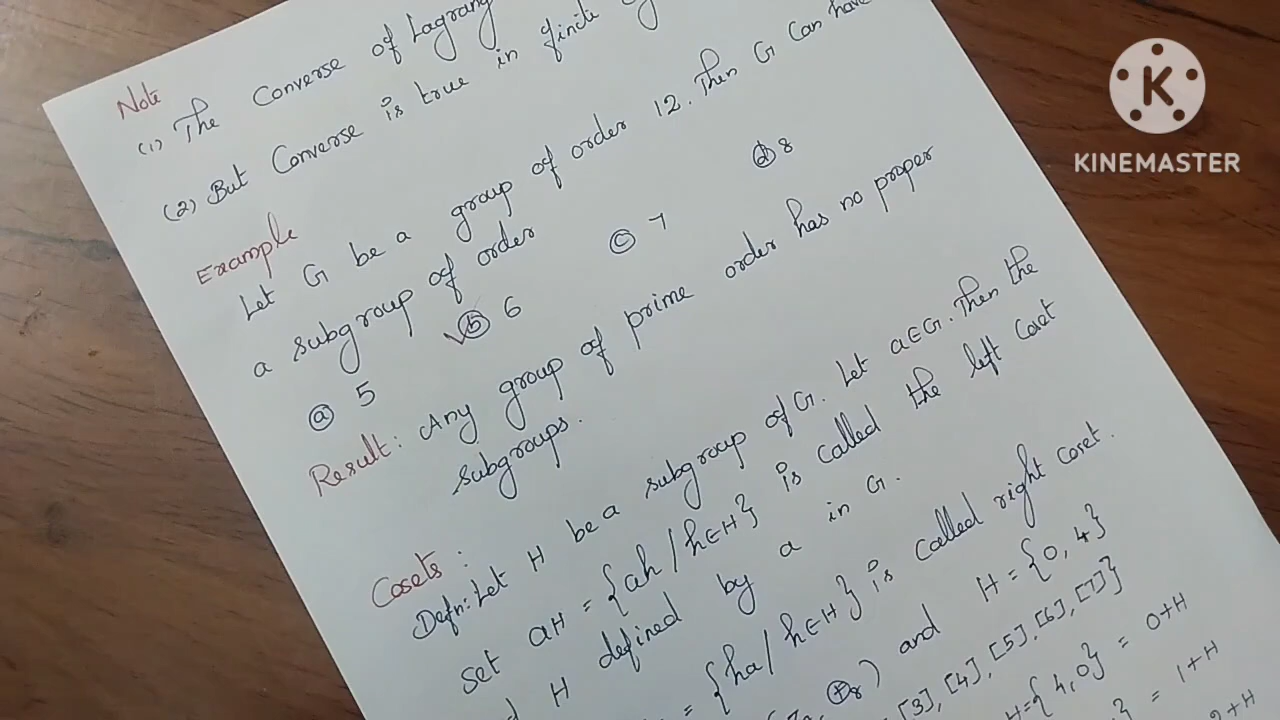 Note
(1) The Converse of Lagrang
(2) But Converse is true in finite
Example
Let G be a group of order 12. Then G can have
a subgroup of order
ⓐ 5 ⓑ 6 ⓒ 7 ⓓ 8
Result: Any group of prime order has no proper
subgroups.
Cosets:
Defn: Let H be a subgroup of G. Let a∈G. Then the
set aH = {ah/h∈H} is called the left coset
H defined by a in G.
= {ha/h∈H} is called right coset.
⊕8) and H = {0,4}
[3], [4], [5], [6], [7]}
H = {4,0} = 0+H
} = 1+H
2+H
K
KINEMASTER